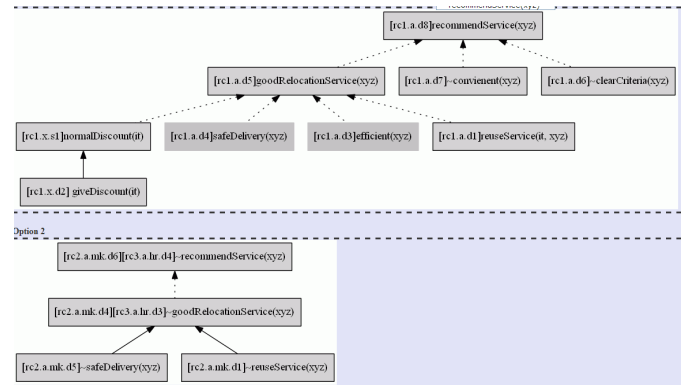 [rc1.a.d8]recommendService(xyz)
[rc1.a.d5]goodRelocationService(xyz)
[rc1.a.d7]~convienent(xyz)
[rc1.a.d6]~clearCriteria(xyz)
[rc1.x.s1]normalDiscount(it)
[rc1.a.d4]safeDelivery(xyz)
[rc1.a.d3]efficient(xyz)
[rc1.a.d1]reuseService(it, xyz)
[rc1.x.d2] giveDiscount(it)
Option 2
[rc2.a.mk.d6][rc3.a.hr.d4]~recommendService(xyz)
[rc2.a.mk.d4][rc3.a.hr.d3]~goodRelocationService(xyz)
[rc2.a.mk.d5]~safeDelivery(xyz)
[rc2.a.mk.d1]~reuseService(xyz)